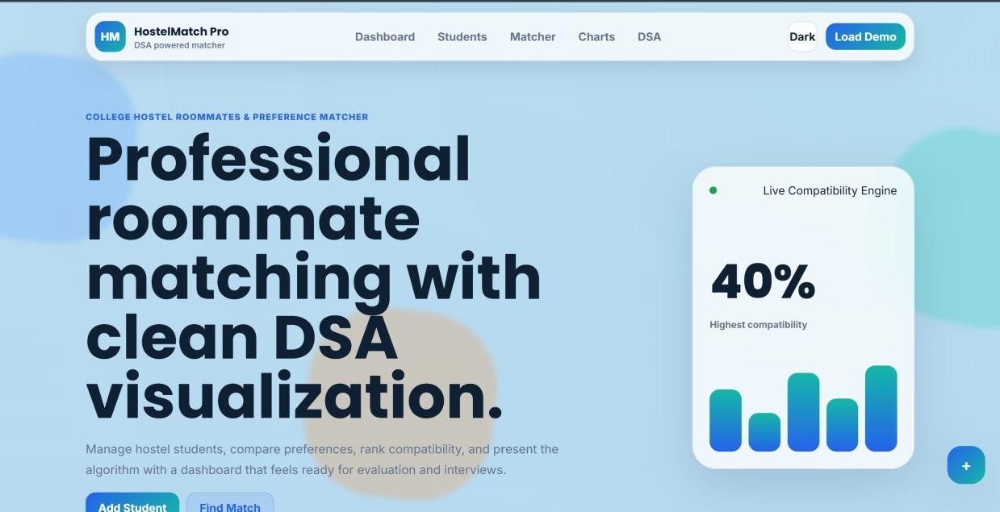 HM
HostelMatch Pro
DSA powered matcher
Dashboard Students Matcher Charts DSA
Dark
Load Demo
COLLEGE HOSTEL ROOMMATES & PREFERENCE MATCHER
Professional
roommate
matching with
clean DSA
visualization.
Manage hostel students, compare preferences, rank compatibility, and present the
algorithm with a dashboard that feels ready for evaluation and interviews.
Add Student
Find Match
Live Compatibility Engine
40%
Highest compatibility
+